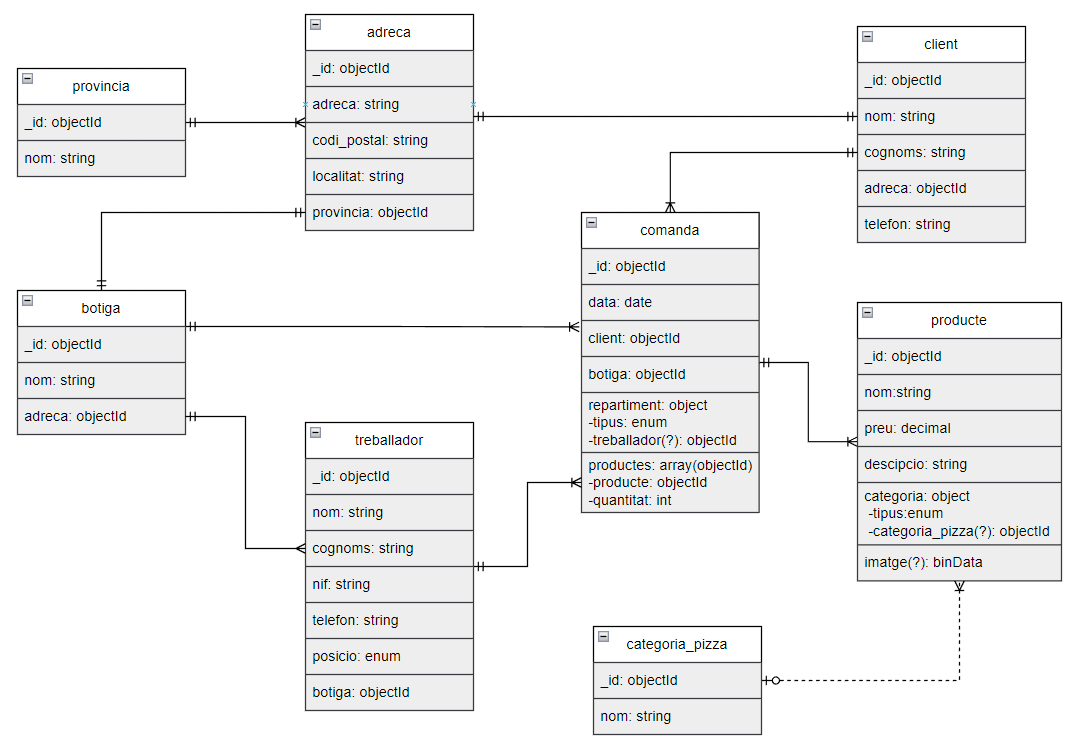 provincia
_id: objectId
nom: string
adreca
_id: objectId
adreca: string
codi_postal: string
localitat: string
provincia: objectId
client
_id: objectId
nom: string
cognoms: string
adreca: objectId
telefon: string
botiga
_id: objectId
nom: string
adreca: objectId
comanda
_id: objectId
data: date
client: objectId
botiga: objectId
repartiment: object
-tipus: enum
-treballador(?): objectId
productes: array(objectId)
-producte: objectId
-quantitat: int
producte
_id: objectId
nom:string
preu: decimal
descipcio: string
categoria: object
-tipus:enum
-categoria_pizza(?): objectId
imatge(?): binData
treballador
_id: objectId
nom: string
cognoms: string
nif: string
telefon: string
posicio: enum
botiga: objectId
categoria_pizza
_id: objectId
nom: string